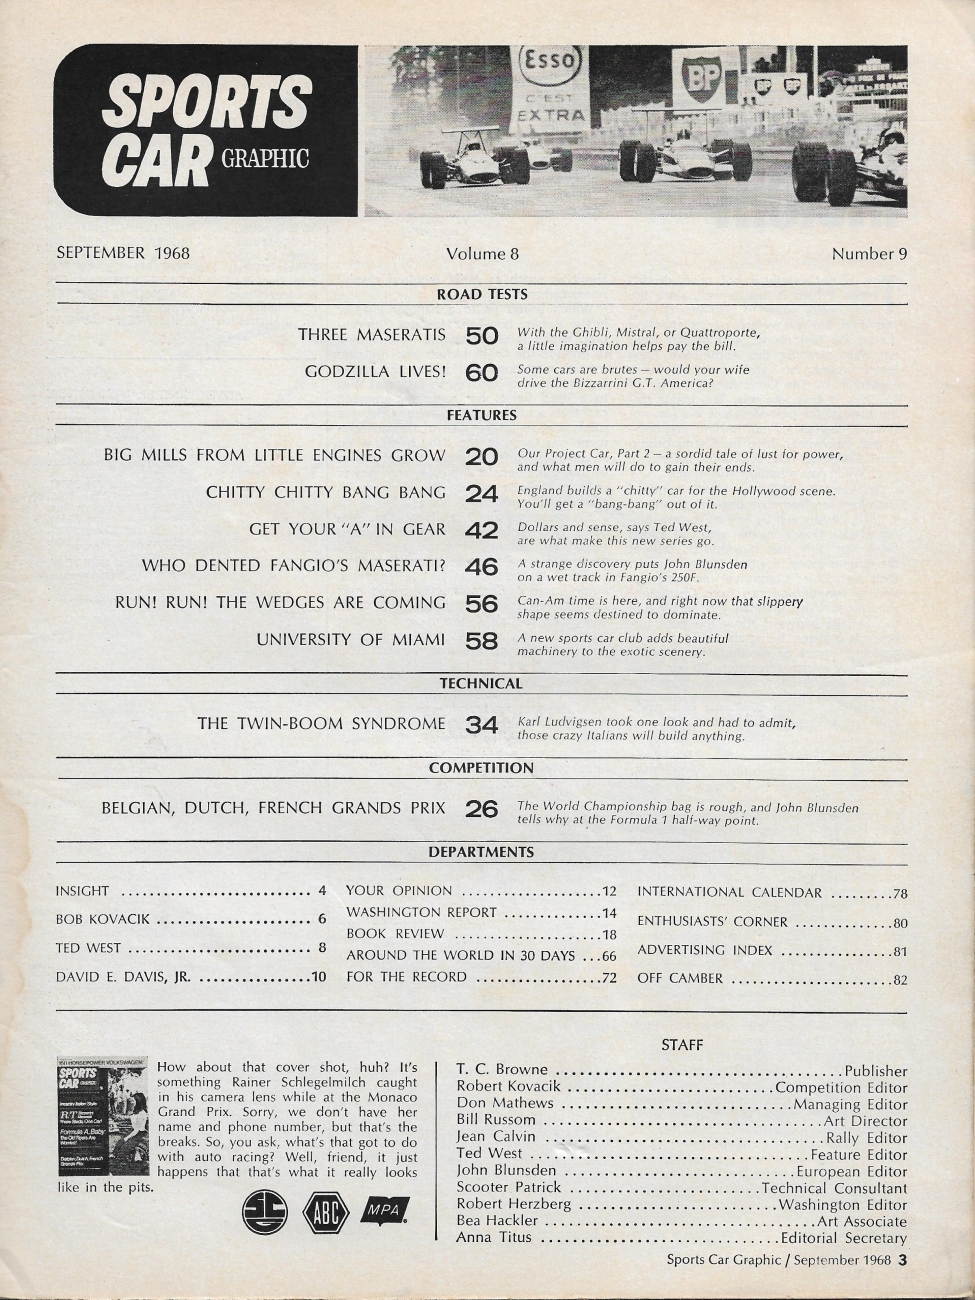 SPORTS
CAR GRAPHIC
Esso
C'EST
EXTRA
BP
BP
BP
SEPTEMBER 1968 Volume 8 Number 9
ROAD TESTS
THREE MASERATIS 50 With the Ghibli, Mistral, or Quattroporte,
a little imagination helps pay the bill.
GODZILLA LIVES! 60 Some cars are brutes — would your wife
drive the Bizzarrini G.T. America?
FEATURES
BIG MILLS FROM LITTLE ENGINES GROW 20 Our Project Car, Part 2 — a sordid tale of lust for power,
and what men will do to gain their ends.
CHITTY CHITTY BANG BANG 24 England builds a "chitty" car for the Hollywood scene.
You'll get a "bang-bang" out of it.
GET YOUR "A" IN GEAR 42 Dollars and sense, says Ted West,
are what make this new series go.
WHO DENTED FANGIO'S MASERATI? 46 A strange discovery puts John Blunsden
on a wet track in Fangio's 250F.
RUN! RUN! THE WEDGES ARE COMING 56 Can-Am time is here, and right now that slippery
shape seems destined to dominate.
UNIVERSITY OF MIAMI 58 A new sports car club adds beautiful
machinery to the exotic scenery.
TECHNICAL
THE TWIN-BOOM SYNDROME 34 Karl Ludvigsen took one look and had to admit,
those crazy Italians will build anything.
COMPETITION
BELGIAN, DUTCH, FRENCH GRANDS PRIX 26 The World Championship bag is rough, and John Blunsden
tells why at the Formula 1 half-way point.
DEPARTMENTS
INSIGHT ........................ 4
BOB KOVACIK .................... 6
TED WEST ....................... 8
DAVID E. DAVIS, JR. ..............10
YOUR OPINION ....................12
WASHINGTON REPORT ..............14
BOOK REVIEW .....................18
AROUND THE WORLD IN 30 DAYS ...66
FOR THE RECORD ..................72
INTERNATIONAL CALENDAR .........78
ENTHUSIASTS' CORNER ..............80
ADVERTISING INDEX ................81
OFF CAMBER .......................82
SPORTS
CAR GRAPHIC
How about that cover shot, huh? It's
something Rainer Schlegelmilch caught
in his camera lens while at the Monaco
Grand Prix. Sorry, we don't have her
name and phone number, but that's the
breaks. So, you ask, what's that got to do
with auto racing? Well, friend, it just
happens that that's what it really looks
like in the pits.
ABC
MPA
STAFF
T. C. Browne ..................................Publisher
Robert Kovacik ........................Competition Editor
Don Mathews ...........................Managing Editor
Bill Russom ................................Art Director
Jean Calvin ................................Rally Editor
Ted West .................................Feature Editor
John Blunsden ...........................European Editor
Scooter Patrick ......................Technical Consultant
Robert Herzberg .......................Washington Editor
Bea Hackler ...............................Art Associate
Anna Titus ...........................Editorial Secretary
Sports Car Graphic / September 1968 3